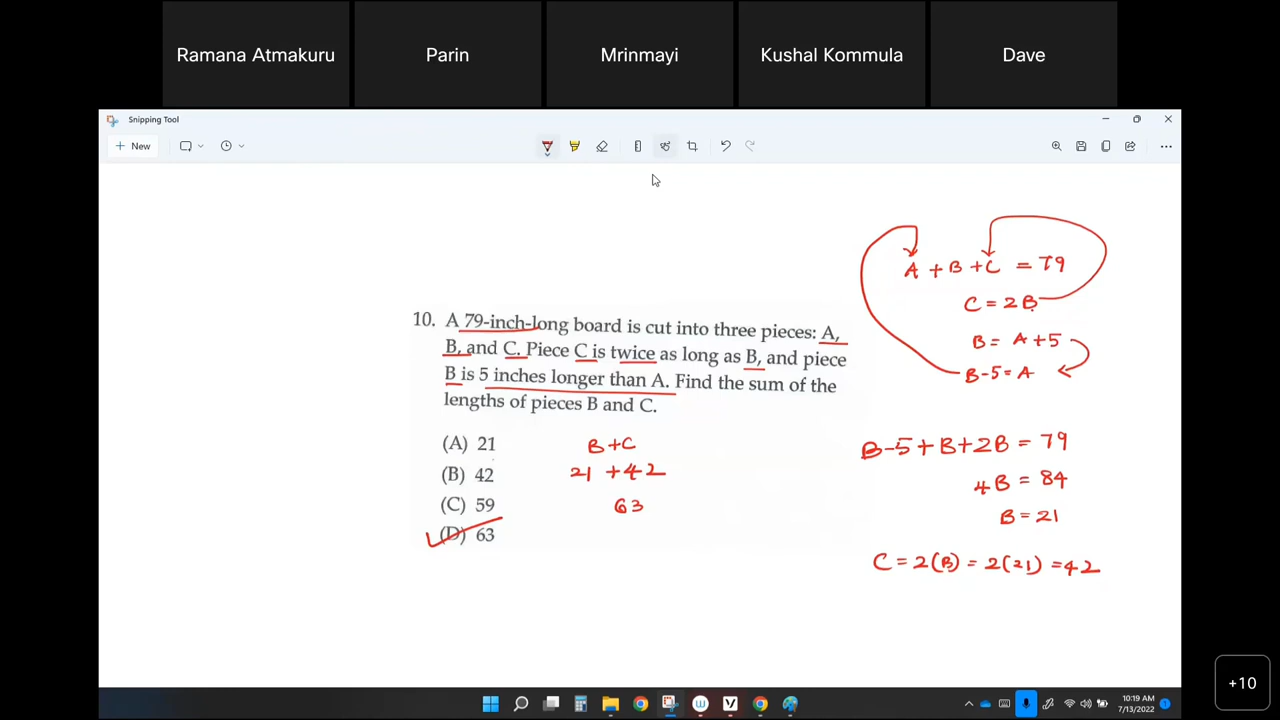 Ramana Atmakuru
Parin
Mrinmayi
Kushal Kommula
Dave
Snipping Tool
New
A + B + C = 79
C = 2B
B = A + 5
B - 5 = A
10. A 79-inch-long board is cut into three pieces: A,
B, and C. Piece C is twice as long as B, and piece
B is 5 inches longer than A. Find the sum of the
lengths of pieces B and C.
(A) 21
(B) 42
(C) 59
(D) 63
B + C
21 + 42
63
B - 5 + B + 2B = 79
4B = 84
B = 21
C = 2(B) = 2(21) = 42
+10
10:19 AM
7/13/2022